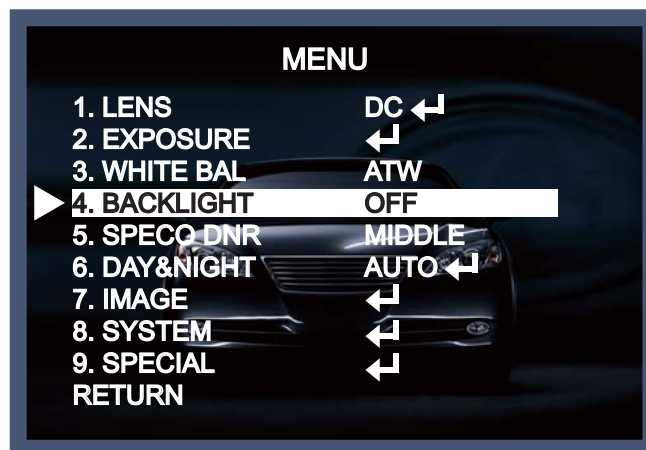 MENU
1. LENS DC
2. EXPOSURE
3. WHITE BAL ATW
4. BACKLIGHT OFF
5. SPECO DNR MIDDLE
6. DAY&NIGHT AUTO
7. IMAGE
8. SYSTEM
9. SPECIAL
RETURN